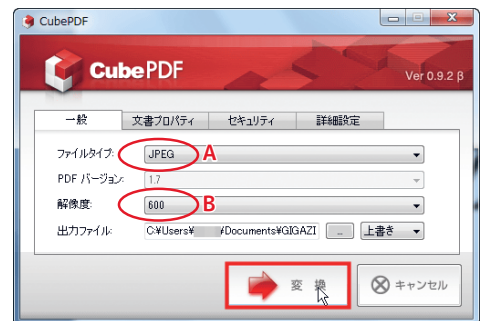 CubePDF
CubePDF
Ver 0.9.2 β
一般 文書プロパティ セキュリティ 詳細設定
ファイルタイプ: JPEG A
PDF バージョン: 1.7
解像度: 600 B
出力ファイル: C:¥Users¥ ¥Documents¥GIGAZI ... 上書き
変換 キャンセル